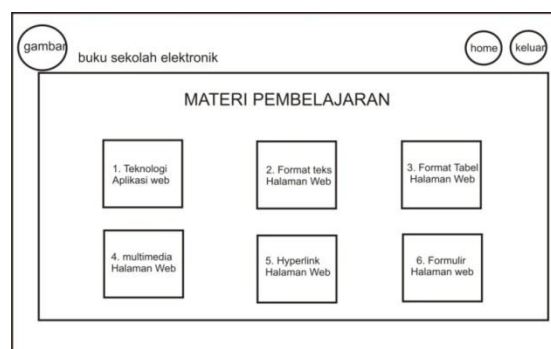 gambar
buku sekolah elektronik
home
keluar
MATERI PEMBELAJARAN
1. Teknologi
Aplikasi web
2. Format teks
Halaman Web
3. Format Tabel
Halaman Web
4. multimedia
Halaman Web
5. Hyperlink
Halaman Web
6. Formulir
Halaman web